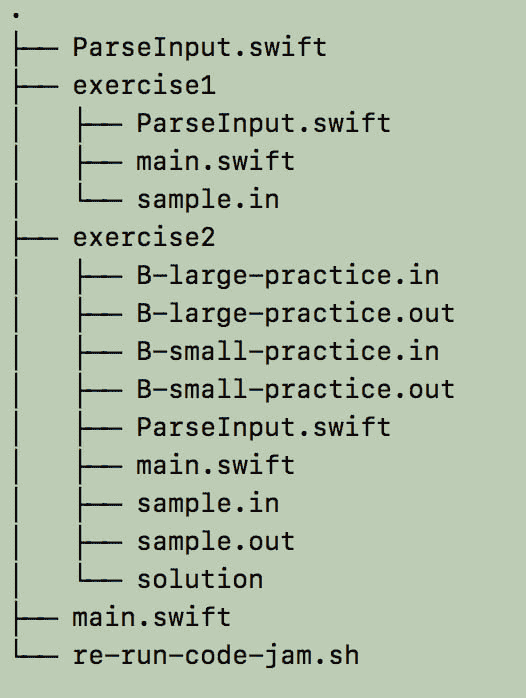 .
├── ParseInput.swift
├── exercise1
│   ├── ParseInput.swift
│   ├── main.swift
│   └── sample.in
├── exercise2
│   ├── B-large-practice.in
│   ├── B-large-practice.out
│   ├── B-small-practice.in
│   ├── B-small-practice.out
│   ├── ParseInput.swift
│   ├── main.swift
│   ├── sample.in
│   ├── sample.out
│   └── solution
├── main.swift
└── re-run-code-jam.sh